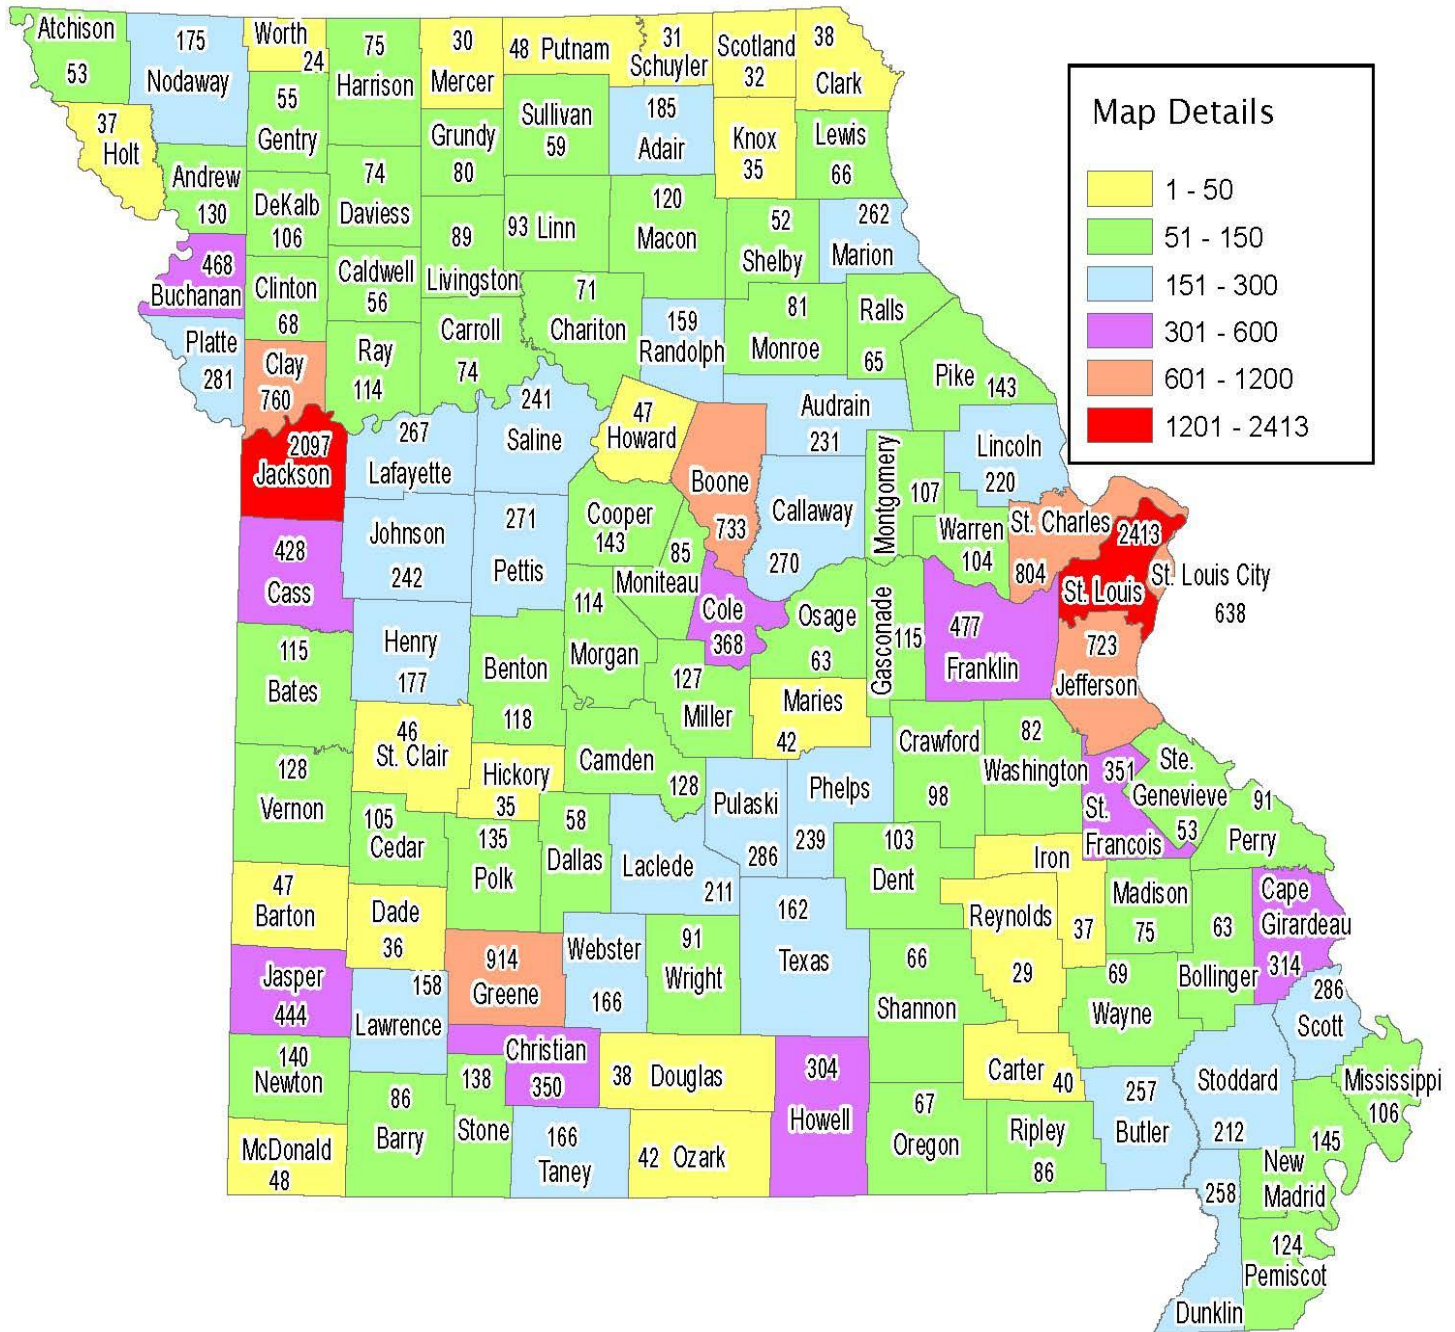 Map Details
1 - 50
51 - 150
151 - 300
301 - 600
601 - 1200
1201 - 2413
Atchison
53
175
Nodaway
Worth
24
75
Harrison
30
Mercer
48 Putnam
31
Schuyler
Scotland
32
38
Clark
37
Holt
55
Gentry
Grundy
80
Sullivan
59
185
Adair
Knox
35
Lewis
66
Andrew
130
DeKalb
106
74
Daviess
89
Livingston
93 Linn
120
Macon
52
Shelby
262
Marion
468
Buchanan
Clinton
68
Caldwell
56
Carroll
74
71
Chariton
159
Randolph
81
Monroe
Ralls
65
Pike 143
Platte
281
Clay
760
Ray
114
241
Saline
47
Howard
Audrain
231
Lincoln
220
2097
Jackson
267
Lafayette
Boone
733
Callaway
270
Montgomery
107
Warren
104
St. Charles
804
2413
St. Louis
St. Louis City
638
428
Cass
Johnson
242
271
Pettis
Cooper
143
85
Moniteau
Cole
368
Osage
63
Gasconade
115
477
Franklin
723
Jefferson
115
Bates
Henry
177
Benton
118
114
Morgan
127
Miller
Maries
42
46
St. Clair
Hickory
35
Camden
128
Pulaski
286
Phelps
239
Crawford
98
82
Washington
351
St.
Francois
Ste.
Genevieve
53
91
Perry
128
Vernon
105
Cedar
135
Polk
58
Dallas
Laclede
211
103
Dent
Iron
37
Madison
75
63
Bollinger
Cape
Girardeau
314
47
Barton
Dade
36
914
Greene
Webster
166
91
Wright
162
Texas
66
Shannon
Reynolds
29
69
Wayne
286
Scott
Jasper
444
158
Lawrence
Christian
350
38 Douglas
304
Howell
Carter 40
257
Butler
Stoddard
212
Mississippi
106
140
Newton
86
Barry
138
Stone
166
Taney
42 Ozark
67
Oregon
Ripley
86
145
New
Madrid
McDonald
48
258
Dunklin
124
Pemiscot